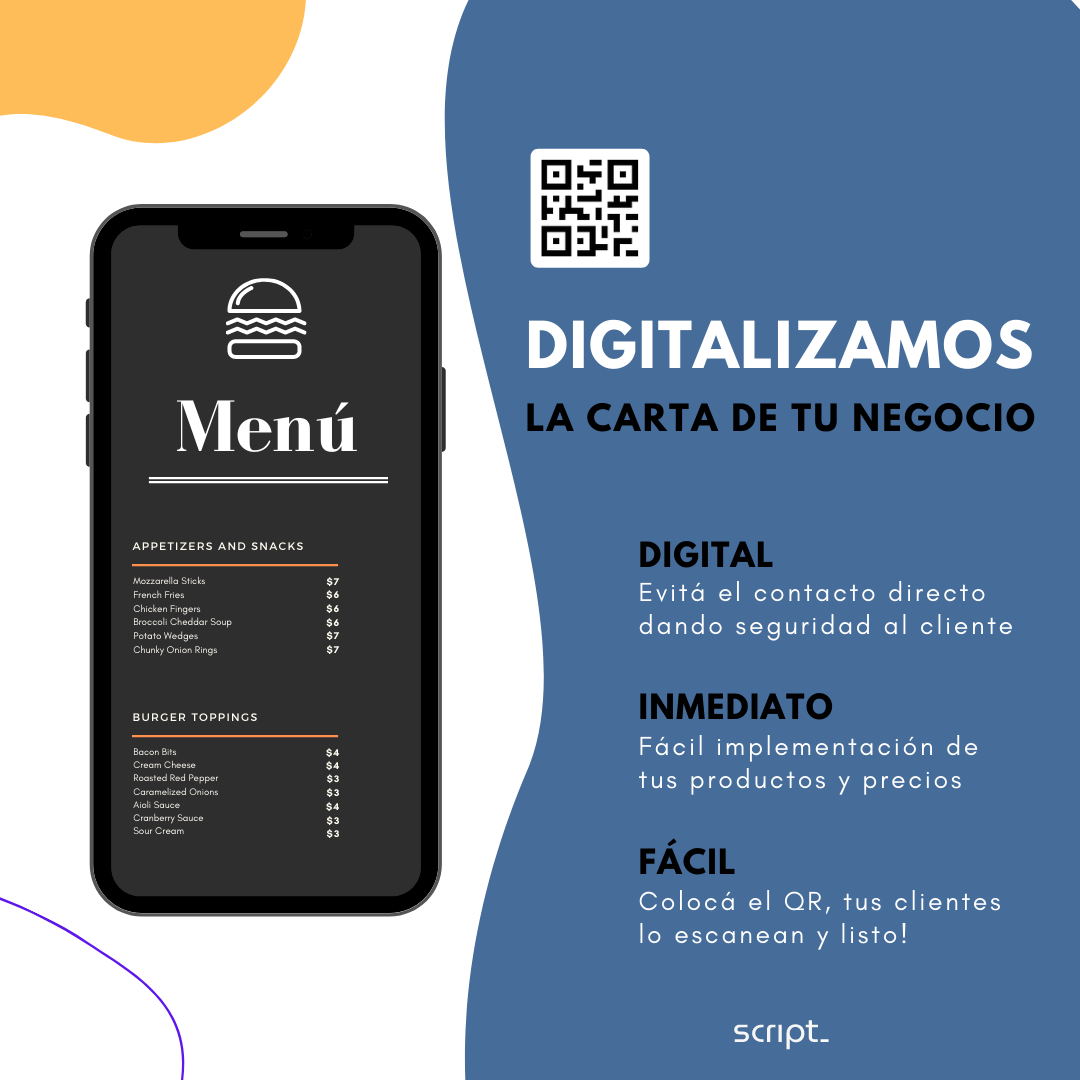 Menú
APPETIZERS AND SNACKS
Mozzarella Sticks $7
French Fries $6
Chicken Fingers $6
Broccoli Cheddar Soup $6
Potato Wedges $7
Chunky Onion Rings $7
BURGER TOPPINGS
Bacon Bits $4
Cream Cheese $4
Roasted Red Pepper $3
Caramelized Onions $3
Aioli Sauce $4
Cranberry Sauce $3
Sour Cream $3
DIGITALIZAMOS
LA CARTA DE TU NEGOCIO
DIGITAL
Evitá el contacto directo
dando seguridad al cliente
INMEDIATO
Fácil implementación de
tus productos y precios
FÁCIL
Colocá el QR, tus clientes
lo escanean y listo!
script_